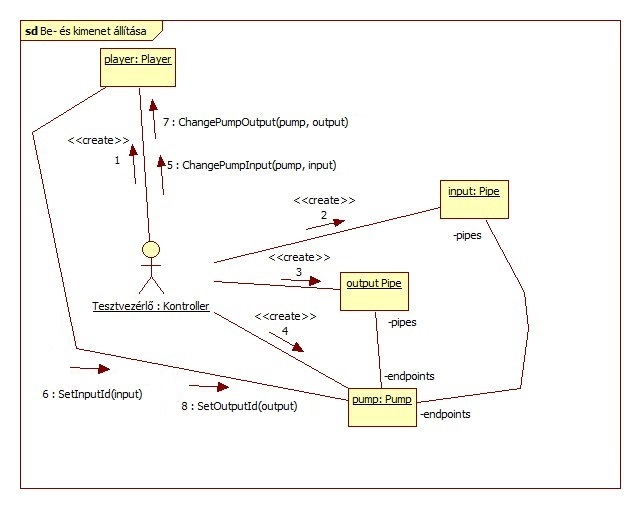 sd Be- és kimenet állítása
player: Player
7 : ChangePumpOutput(pump, output)
<<create>>
1
5 : ChangePumpInput(pump, input)
input: Pipe
<<create>>
2
-pipes
<<create>>
3
output Pipe
Tesztvezérlő : Kontroller
<<create>>
4
-pipes
-endpoints
6 : SetInputId(input)
8 : SetOutputId(output)
pump: Pump
-endpoints